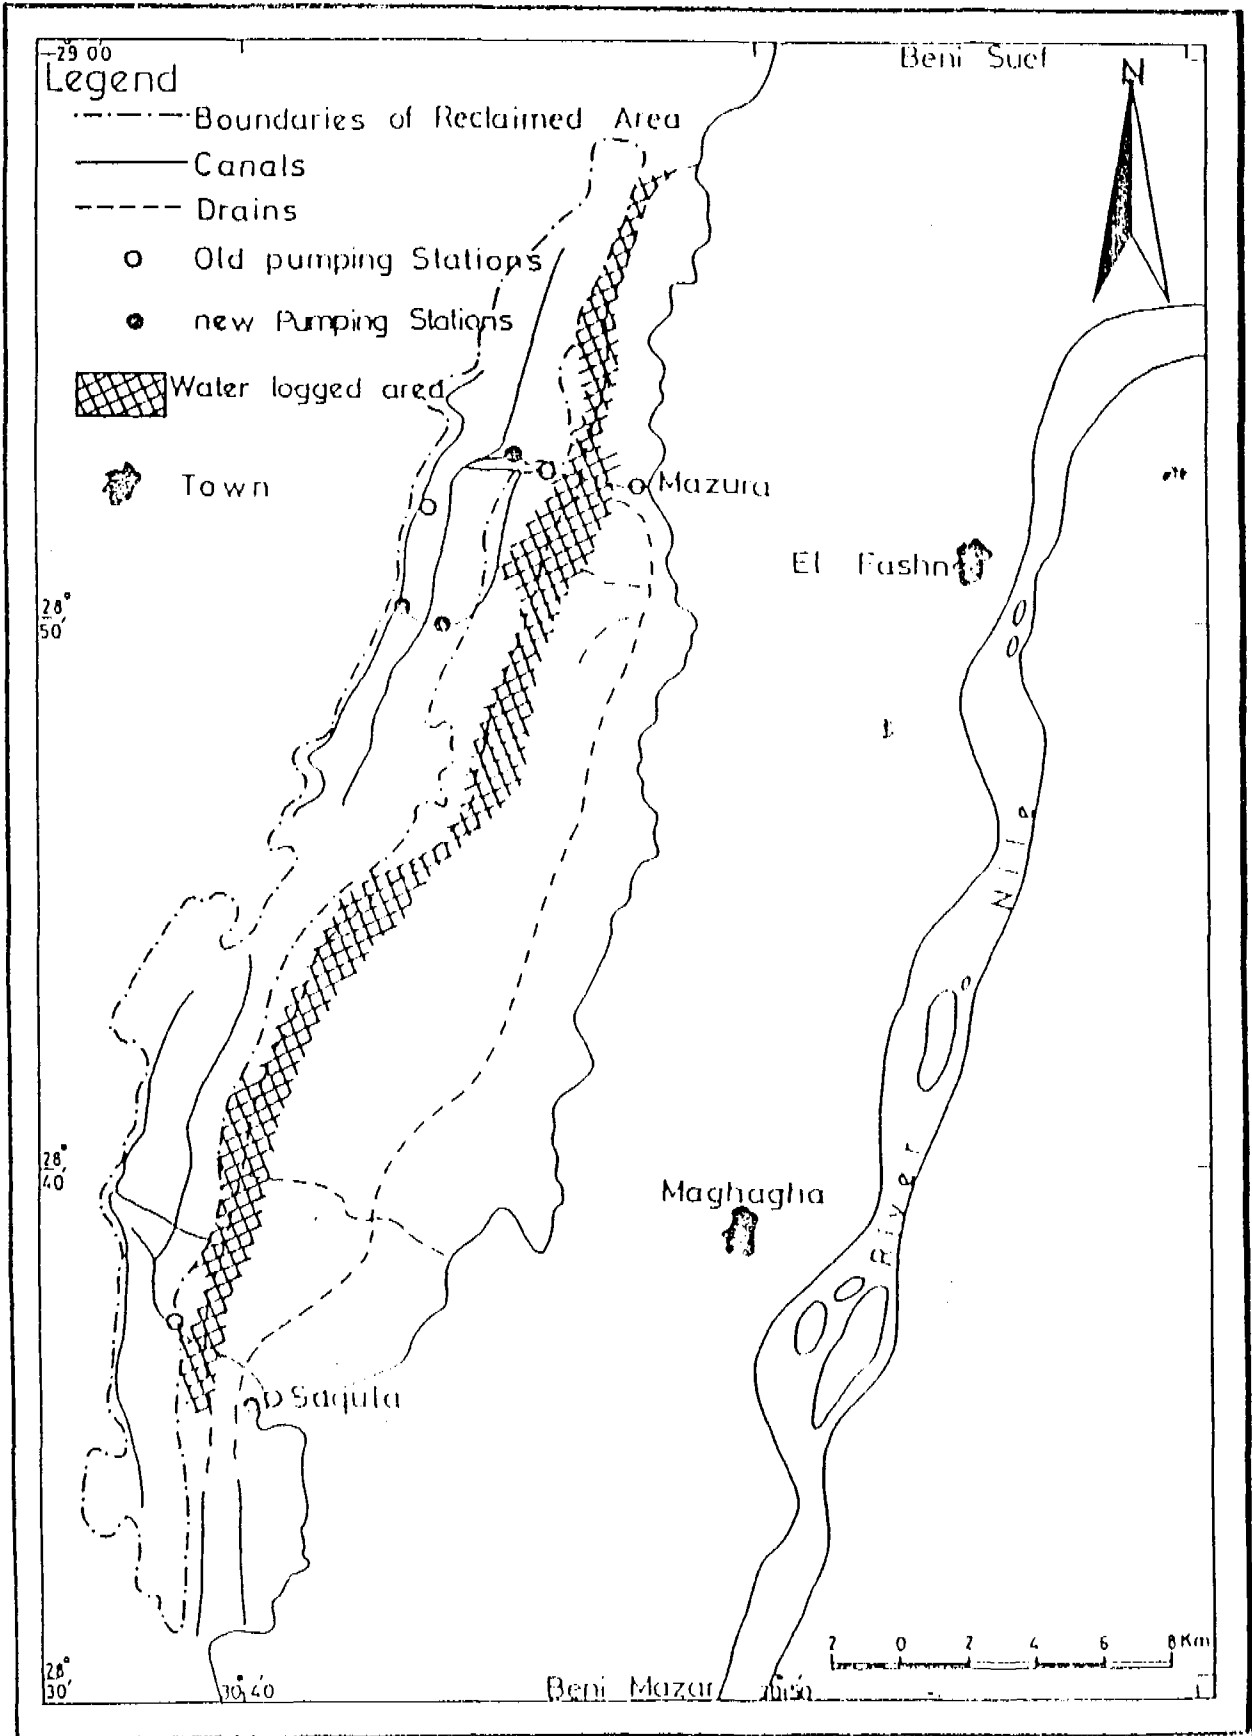 29 00
Beni Suef
N
Legend
Boundaries of Reclaimed Area
Canals
Drains
Old pumping Stations
new Pumping Stations
Water logged area
Town
Mazura
El Fashn
28°
50'
River Nile
28°
40'
Maghagha
Saqula
2 0 2 4 6 8 Km
28°
30'
30°40
Beni Mazar